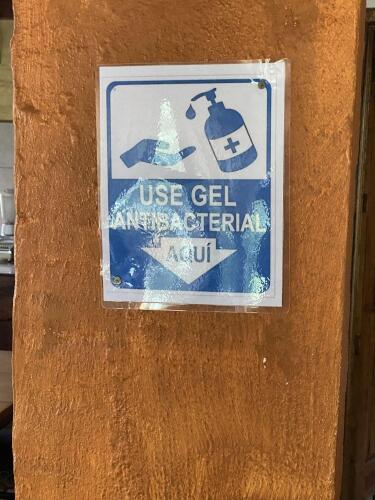 USE GEL
ANTIBACTERIAL
AQUÍ